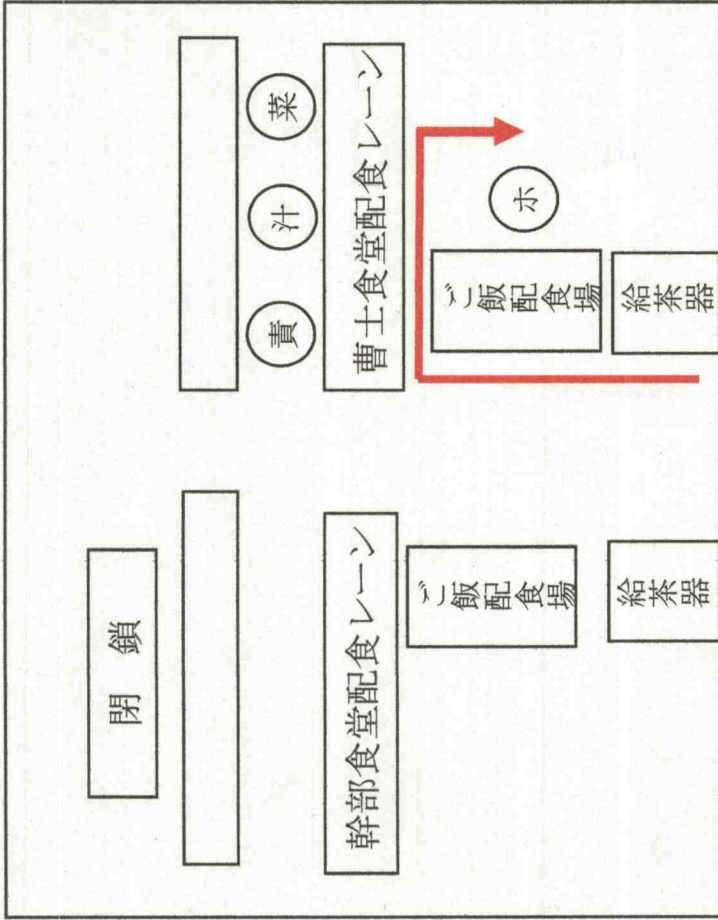 閉鎖
幹部食堂配食レーン
ご飯配食場
給茶器
責
汁
菜
曹士食堂配食レーン
ご飯配食場
ホ
給茶器